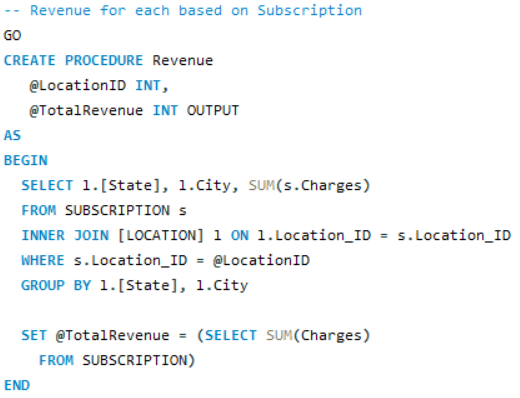 -- Revenue for each based on Subscription
GO
CREATE PROCEDURE Revenue
   @LocationID INT,
   @TotalRevenue INT OUTPUT
AS
BEGIN
  SELECT l.[State], l.City, SUM(s.Charges)
  FROM SUBSCRIPTION s
  INNER JOIN [LOCATION] l ON l.Location_ID = s.Location_ID
  WHERE s.Location_ID = @LocationID
  GROUP BY l.[State], l.City

  SET @TotalRevenue = (SELECT SUM(Charges)
    FROM SUBSCRIPTION)
END